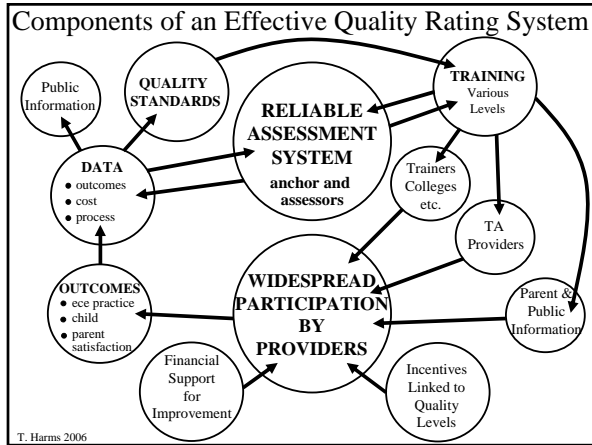 Components of an Effective Quality Rating System
Public
Information
QUALITY
STANDARDS
RELIABLE
ASSESSMENT
SYSTEM
anchor and
assessors
TRAINING
Various
Levels
DATA
• outcomes
• cost
• process
Trainers
Colleges
etc.
TA
Providers
OUTCOMES
• ece practice
• child
• parent
satisfaction
WIDESPREAD
PARTICIPATION
BY
PROVIDERS
Parent &
Public
Information
Financial
Support
for
Improvement
Incentives
Linked to
Quality
Levels
T. Harms 2006